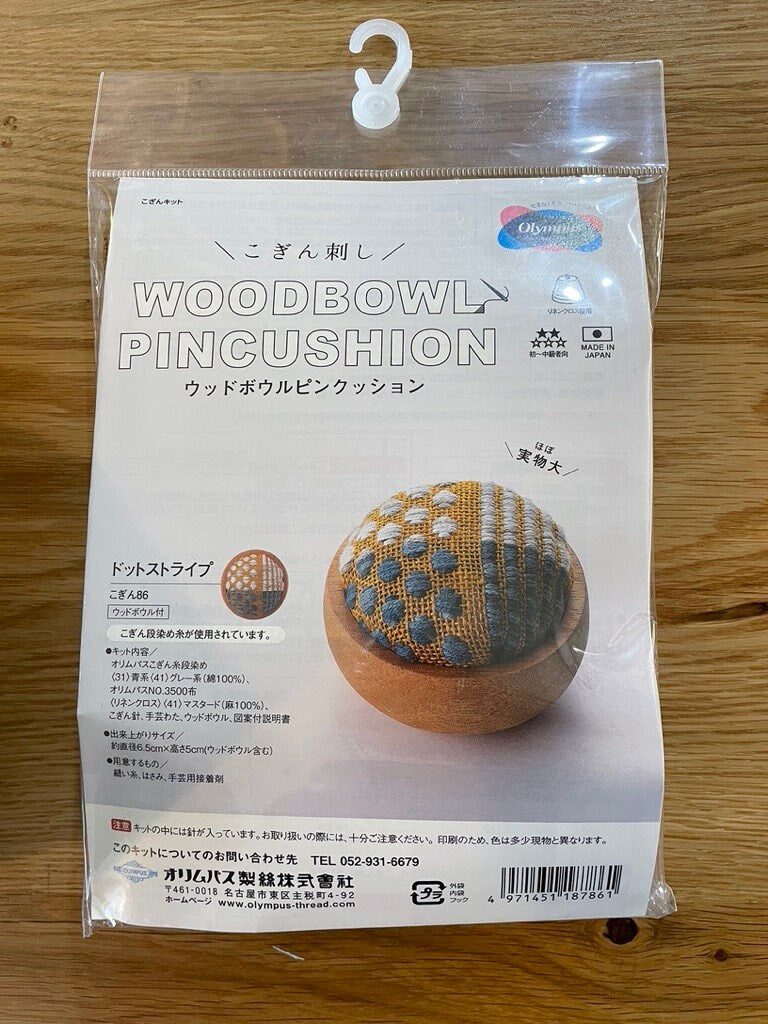 こぎんキット
Olympus
こぎん刺し
WOODBOWL
PINCUSHION
ウッドボウルピンクッション
リネンクロス使用
初〜中級者向
MADE IN
JAPAN
ほぼ
実物大
ドットストライプ
こぎん86
ウッドボウル付
こぎん段染め糸が使用されています。
●キット内容/
オリムパスこぎん糸段染め
〈31〉青系〈41〉グレー系(綿100%)、
オリムパスNO.3500布
(リネンクロス)〈41〉マスタード(麻100%)、
こぎん針、手芸わた、ウッドボウル、図案付説明書
●出来上がりサイズ/
約直径6.5cm×高さ5cm(ウッドボウル含む)
●用意するもの/
縫い糸、はさみ、手芸用接着剤
注意 キットの中には針が入っています。お取り扱いの際には、十分ご注意ください。印刷のため、色は多少現物と異なります。
このキットについてのお問い合わせ先 TEL 052-931-6679
オリムパス製絲株式會社
〒461-0018 名古屋市東区主税町4-92
ホームページ www.olympus-thread.com
プラ
外袋
内袋
フック
4 971451 187861